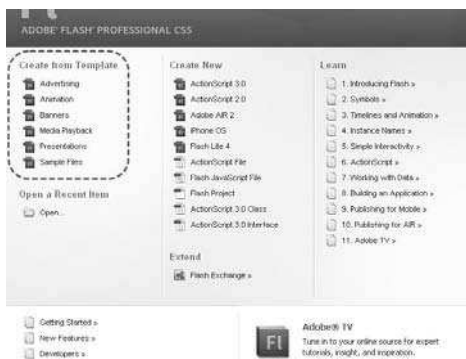 Fl
ADOBE® FLASH® PROFESSIONAL CS5
Create from Template
Advertising
Animation
Banners
Media Playback
Presentations
Sample Files
Open a Recent Item
Open...
Create New
ActionScript 3.0
ActionScript 2.0
Adobe AIR 2
iPhone OS
Flash Lite 4
ActionScript File
Flash JavaScript File
Flash Project
ActionScript 3.0 Class
ActionScript 3.0 Interface
Extend
Flash Exchange »
Learn
1. Introducing Flash »
2. Symbols »
3. Timelines and Animation »
4. Instance Names »
5. Simple Interactivity »
6. ActionScript »
7. Working with Data »
8. Building an Application »
9. Publishing for Mobile »
10. Publishing for AIR »
11. Adobe TV »
Getting Started »
New Features »
Developers »
Fl
Adobe® TV
Tune in to your online source for expert
tutorials, insight, and inspiration.